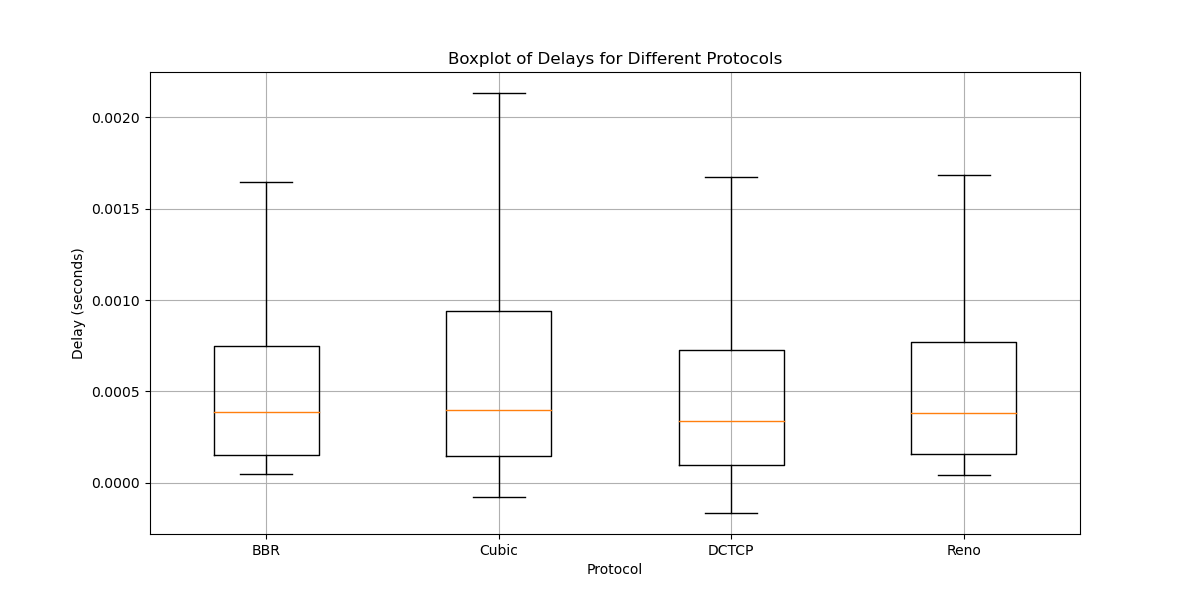 Boxplot of Delays for Different Protocols
Delay (seconds)
0.0020
0.0015
0.0010
0.0005
0.0000
BBR Cubic DCTCP Reno
Protocol